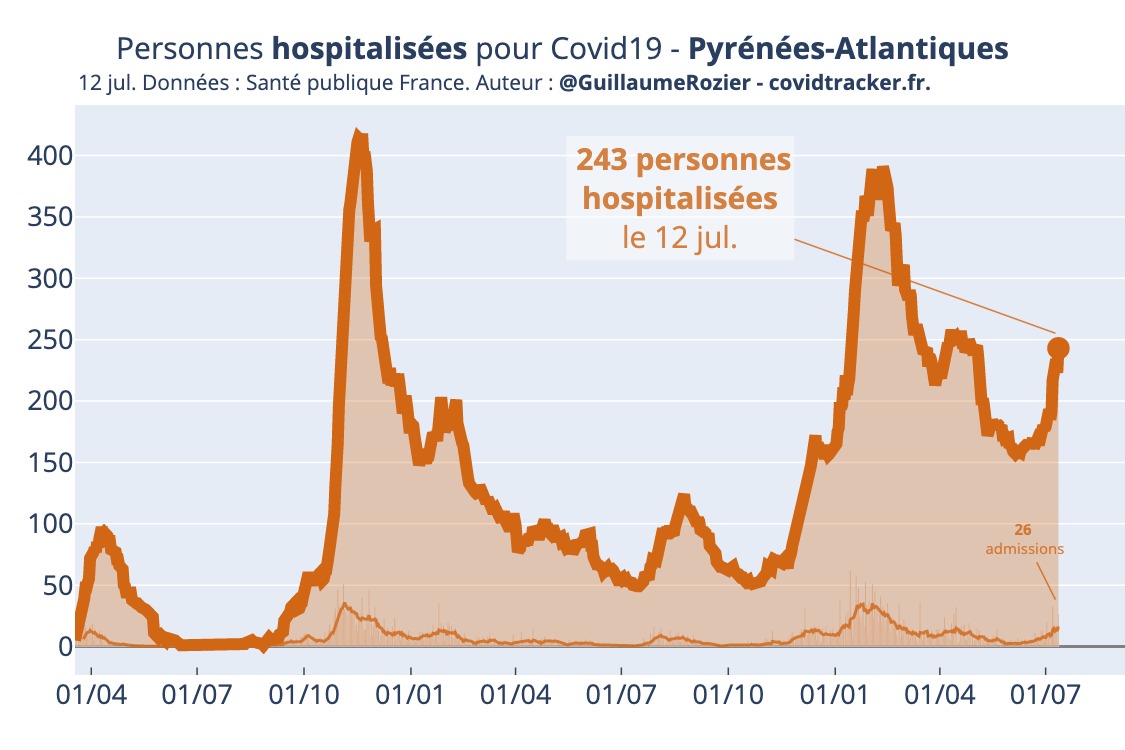 Personnes hospitalisées pour Covid19 - Pyrénées-Atlantiques
12 jul. Données : Santé publique France. Auteur : @GuillaumeRozier - covidtracker.fr.
400
350
300
250
200
150
100
50
0
243 personnes
hospitalisées
le 12 jul.
26
admissions
01/04 01/07 01/10 01/01 01/04 01/07 01/10 01/01 01/04 01/07